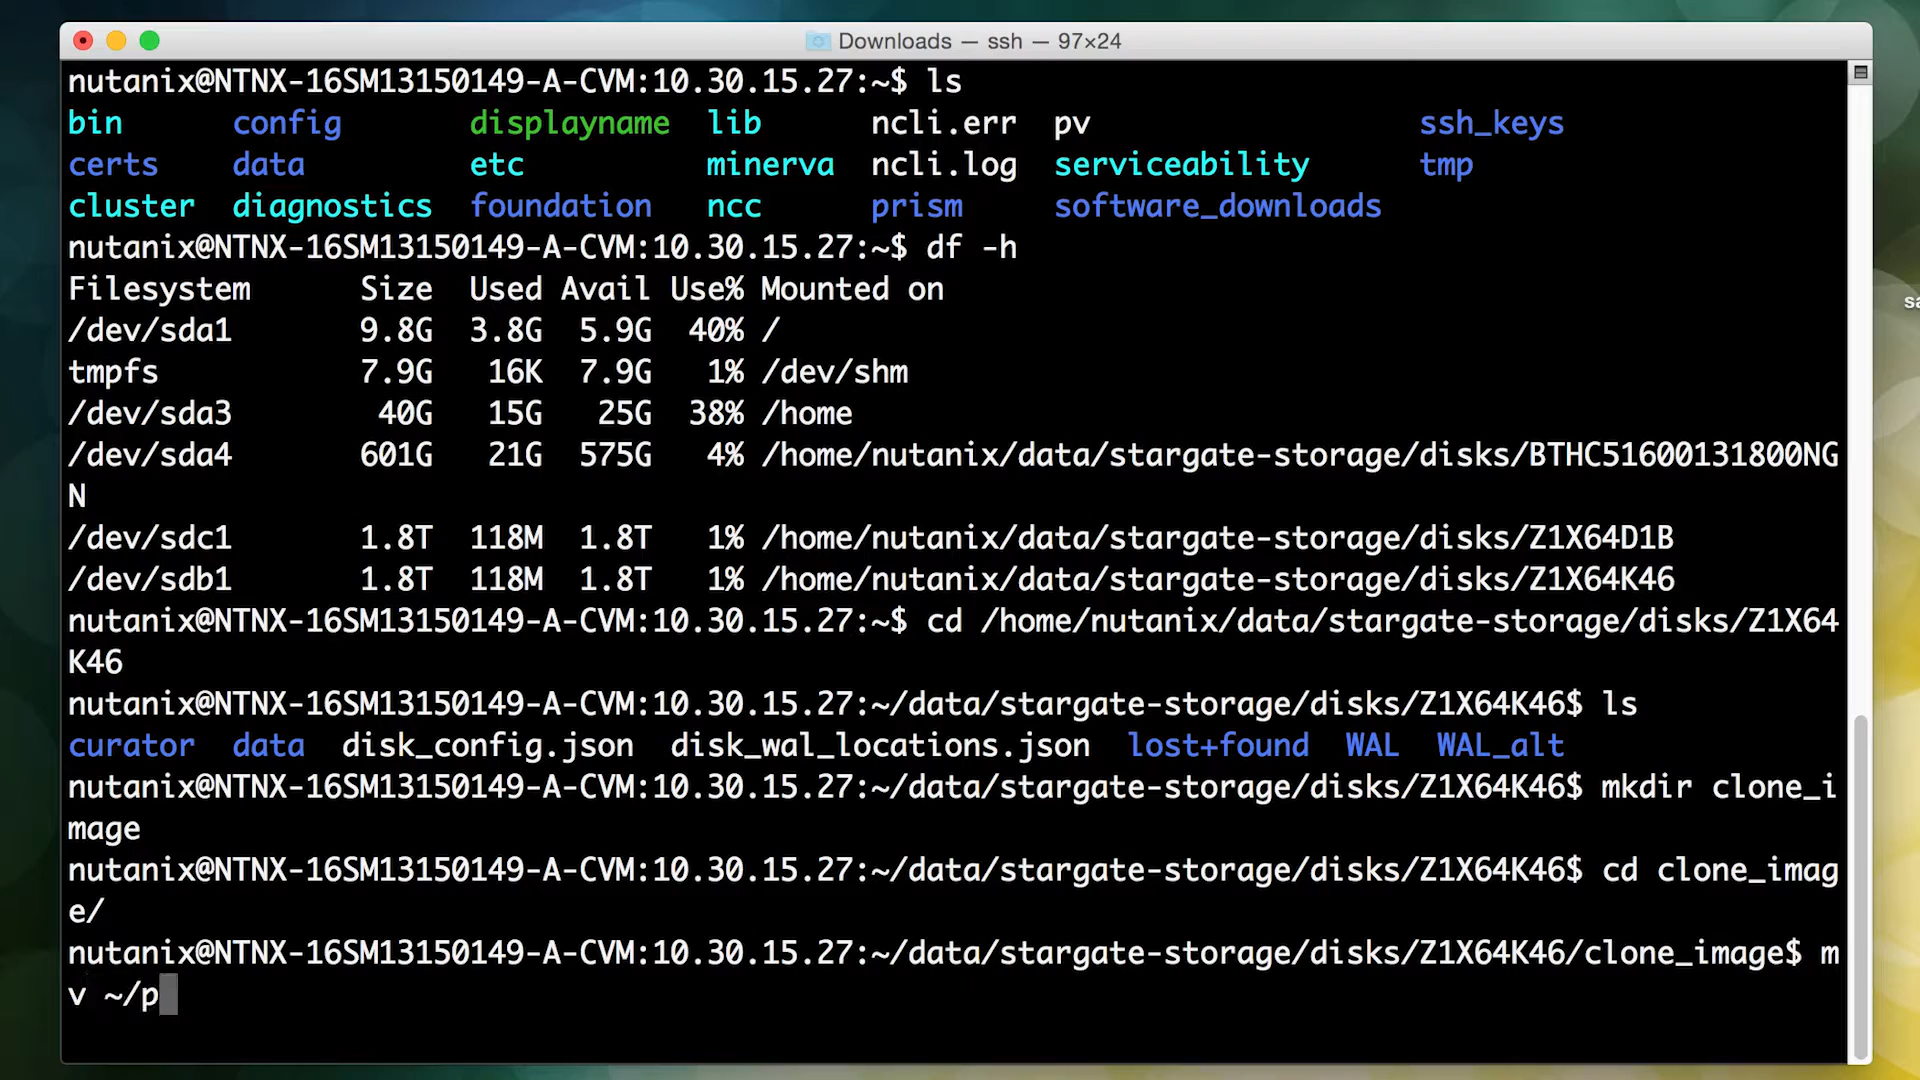 Downloads — ssh — 97×24
nutanix@NTNX-16SM13150149-A-CVM:10.30.15.27:~$ ls
bin config displayname lib ncli.err pv ssh_keys
certs data etc minerva ncli.log serviceability tmp
cluster diagnostics foundation ncc prism software_downloads
nutanix@NTNX-16SM13150149-A-CVM:10.30.15.27:~$ df -h
Filesystem Size Used Avail Use% Mounted on
/dev/sda1 9.8G 3.8G 5.9G 40% /
tmpfs 7.9G 16K 7.9G 1% /dev/shm
/dev/sda3 40G 15G 25G 38% /home
/dev/sda4 601G 21G 575G 4% /home/nutanix/data/stargate-storage/disks/BTHC51600131800NG
N
/dev/sdc1 1.8T 118M 1.8T 1% /home/nutanix/data/stargate-storage/disks/Z1X64D1B
/dev/sdb1 1.8T 118M 1.8T 1% /home/nutanix/data/stargate-storage/disks/Z1X64K46
nutanix@NTNX-16SM13150149-A-CVM:10.30.15.27:~$ cd /home/nutanix/data/stargate-storage/disks/Z1X64
K46
nutanix@NTNX-16SM13150149-A-CVM:10.30.15.27:~/data/stargate-storage/disks/Z1X64K46$ ls
curator data disk_config.json disk_wal_locations.json lost+found WAL WAL_alt
nutanix@NTNX-16SM13150149-A-CVM:10.30.15.27:~/data/stargate-storage/disks/Z1X64K46$ mkdir clone_i
mage
nutanix@NTNX-16SM13150149-A-CVM:10.30.15.27:~/data/stargate-storage/disks/Z1X64K46$ cd clone_imag
e/
nutanix@NTNX-16SM13150149-A-CVM:10.30.15.27:~/data/stargate-storage/disks/Z1X64K46/clone_image$ m
v ~/p